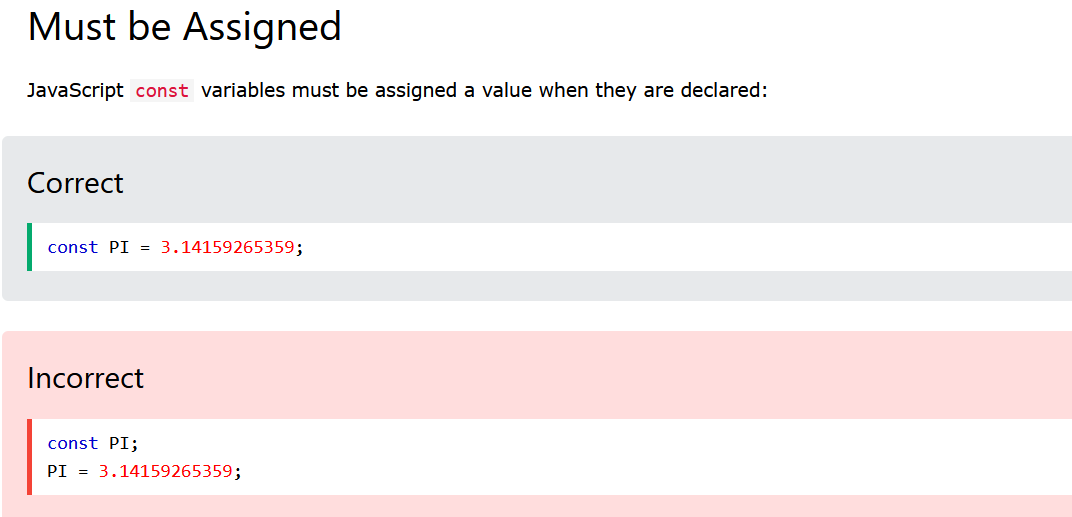 Must be Assigned
JavaScript const variables must be assigned a value when they are declared:
Correct
const PI = 3.14159265359;
Incorrect
const PI;
PI = 3.14159265359;